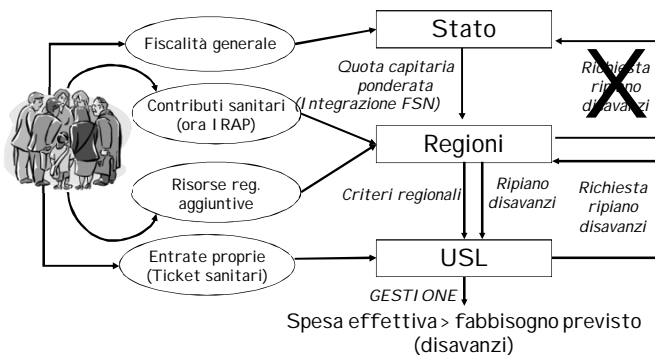 Fiscalità generale
Stato
Quota capitaria
ponderata
(Integrazione FSN)
Richiesta
ripiano
disavanzi
Contributi sanitari
(ora IRAP)
Regioni
Risorse reg.
aggiuntive
Criteri regionali
Ripiano
disavanzi
Richiesta
ripiano
disavanzi
Entrate proprie
(Ticket sanitari)
USL
GESTIONE
Spesa effettiva > fabbisogno previsto
(disavanzi)